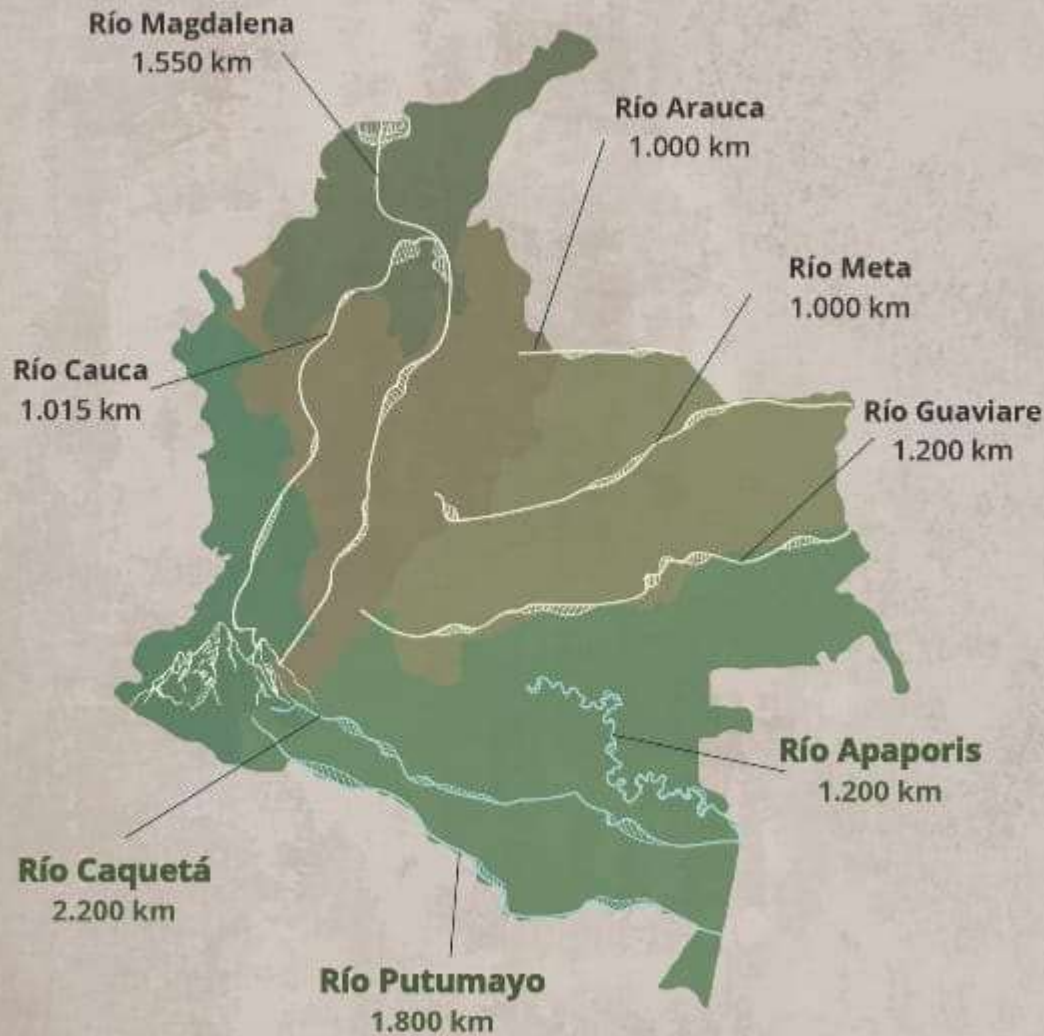 Río Magdalena
1.550 km
Río Arauca
1.000 km
Río Meta
1.000 km
Río Cauca
1.015 km
Río Guaviare
1.200 km
Río Apaporis
1.200 km
Río Caquetá
2.200 km
Río Putumayo
1.800 km